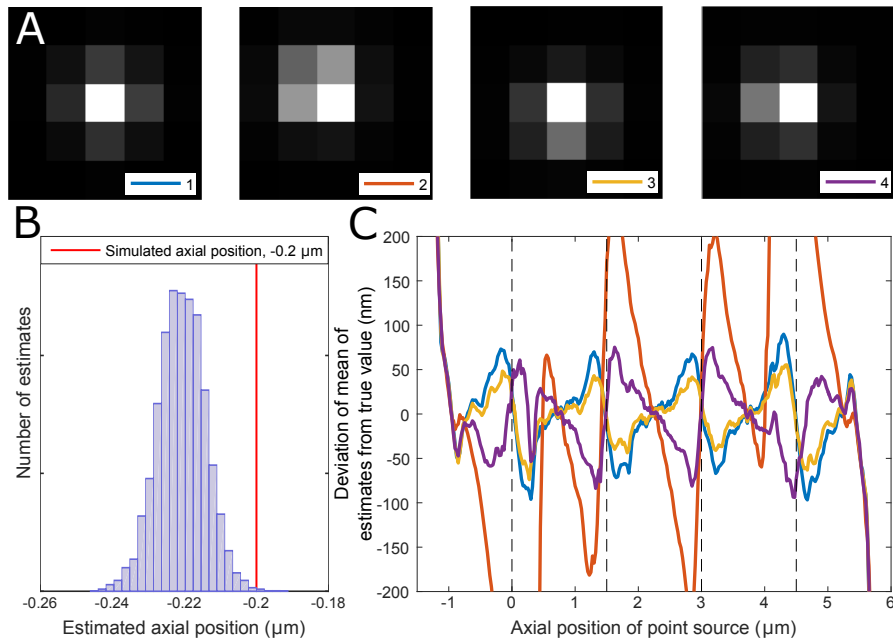 A
1
2
3
4
B
Simulated axial position, -0.2 µm
Number of estimates
-0.26
-0.24
-0.22
-0.2
-0.18
Estimated axial position (µm)
C
Deviation of mean of
estimates from true value (nm)
200
150
100
50
0
-50
-100
-150
-200
-1
0
1
2
3
4
5
6
Axial position of point source (µm)